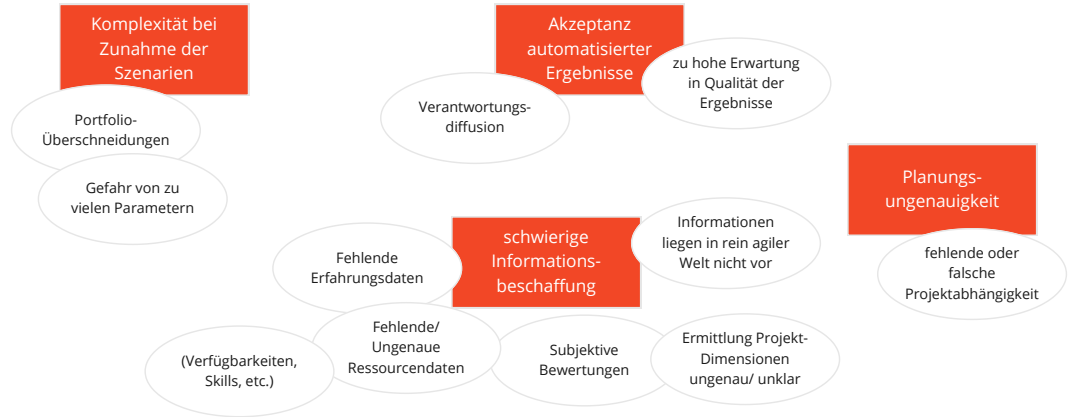 Komplexität bei
Zunahme der
Szenarien
Portfolio-
Überschneidungen
Gefahr von zu
vielen Parametern
Akzeptanz
automatisierter
Ergebnisse
zu hohe Erwartung
in Qualität der
Ergebnisse
Verantwortungs-
diffusion
Planungs-
ungenauigkeit
fehlende oder
falsche
Projektabhängigkeit
schwierige
Informations-
beschaffung
Informationen
liegen in rein agiler
Welt nicht vor
Fehlende
Erfahrungsdaten
Fehlende/
Ungenaue
Ressourcendaten
(Verfügbarkeiten,
Skills, etc.)
Subjektive
Bewertungen
Ermittlung Projekt-
Dimensionen
ungenau/ unklar